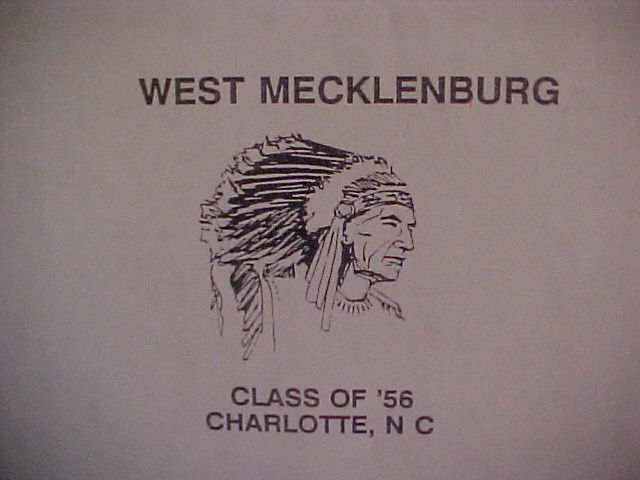 WEST MECKLENBURG
CLASS OF '56
CHARLOTTE, N C